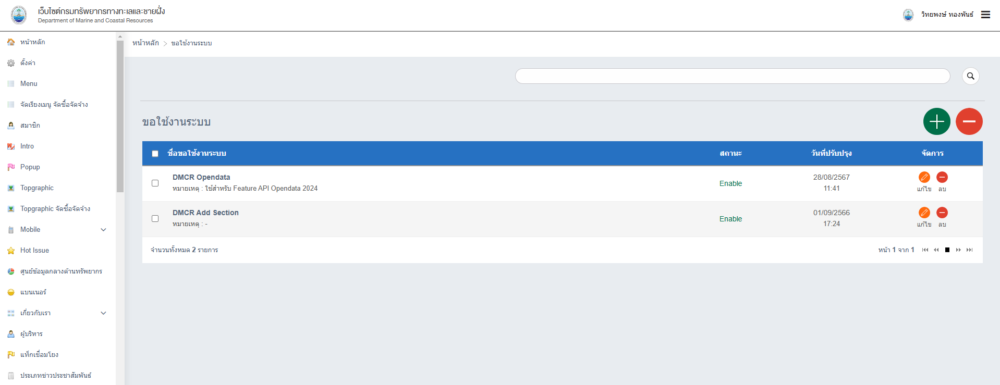 เว็บไซต์กรมทรัพยากรทางทะเลและชายฝั่ง
Department of Marine and Coastal Resources
วิทยพงษ์ ทองพันธ์
หน้าหลัก
ตั้งค่า
Menu
จัดเรียงเมนู จัดซื้อจัดจ้าง
สมาชิก
Intro
Popup
Topgraphic
Topgraphic จัดซื้อจัดจ้าง
Mobile
Hot Issue
ศูนย์ข้อมูลกลางด้านทรัพยากร
แบนเนอร์
เกี่ยวกับเรา
ผู้บริหาร
แท็กเชื่อมโยง
ประเภทข่าวประชาสัมพันธ์
หน้าหลัก > ขอใช้งานระบบ
ขอใช้งานระบบ
ชื่อขอใช้งานระบบ สถานะ วันที่ปรับปรุง จัดการ
DMCR Opendata
หมายเหตุ : ใช้สำหรับ Feature API Opendata 2024
Enable
28/08/2567
11:41
แก้ไข ลบ
DMCR Add Section
หมายเหตุ : -
Enable
01/09/2566
17:24
แก้ไข ลบ
จำนวนทั้งหมด 2 รายการ
หน้า 1 จาก 1